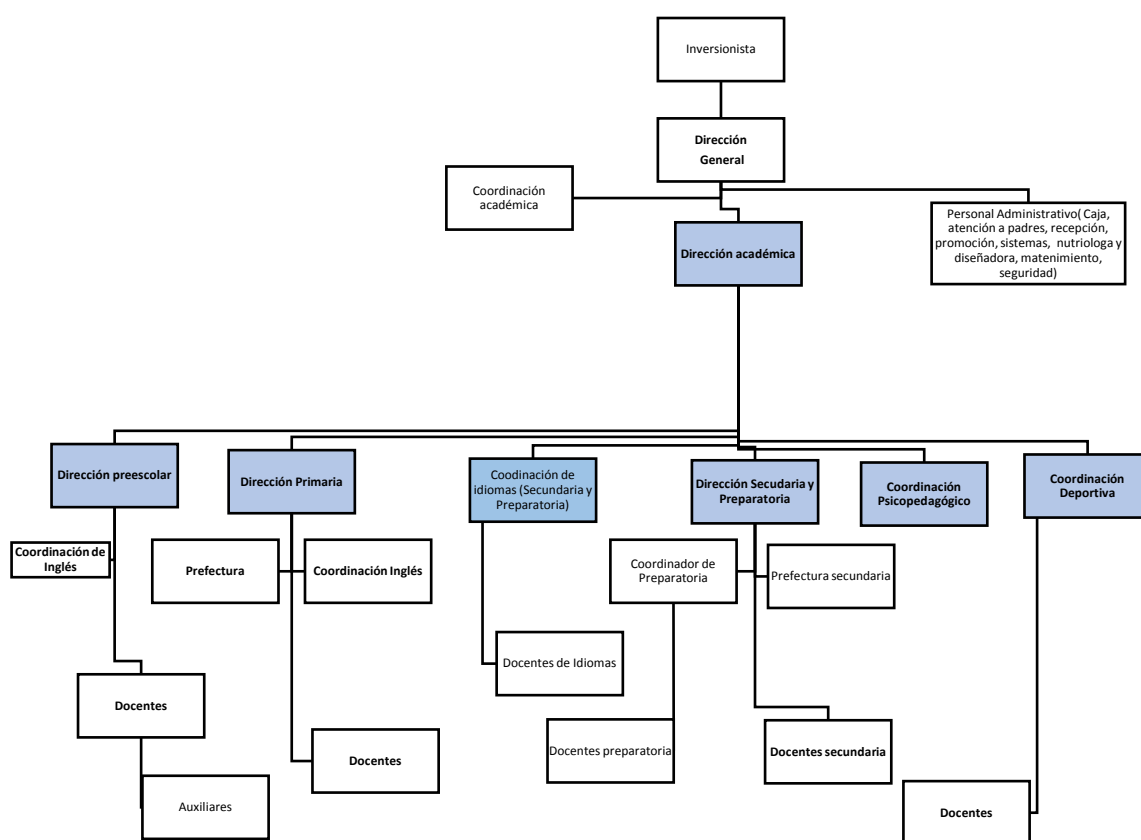 Inversionista
Dirección
General
Coordinación
académica
Personal Administrativo( Caja,
atención a padres, recepción,
promoción, sistemas, nutriologa y
diseñadora, matenimiento,
seguridad)
Dirección académica
Dirección preescolar
Dirección Primaria
Coodinación de
idiomas (Secundaria y
Preparatoria)
Dirección Secudaria y
Preparatoria
Coordinación
Psicopedagógico
Coordinación
Deportiva
Coordinación de
Inglés
Prefectura
Coordinación Inglés
Coordinador de
Preparatoria
Prefectura secundaria
Docentes de Idiomas
Docentes
Docentes preparatoria
Docentes secundaria
Docentes
Auxiliares
Docentes